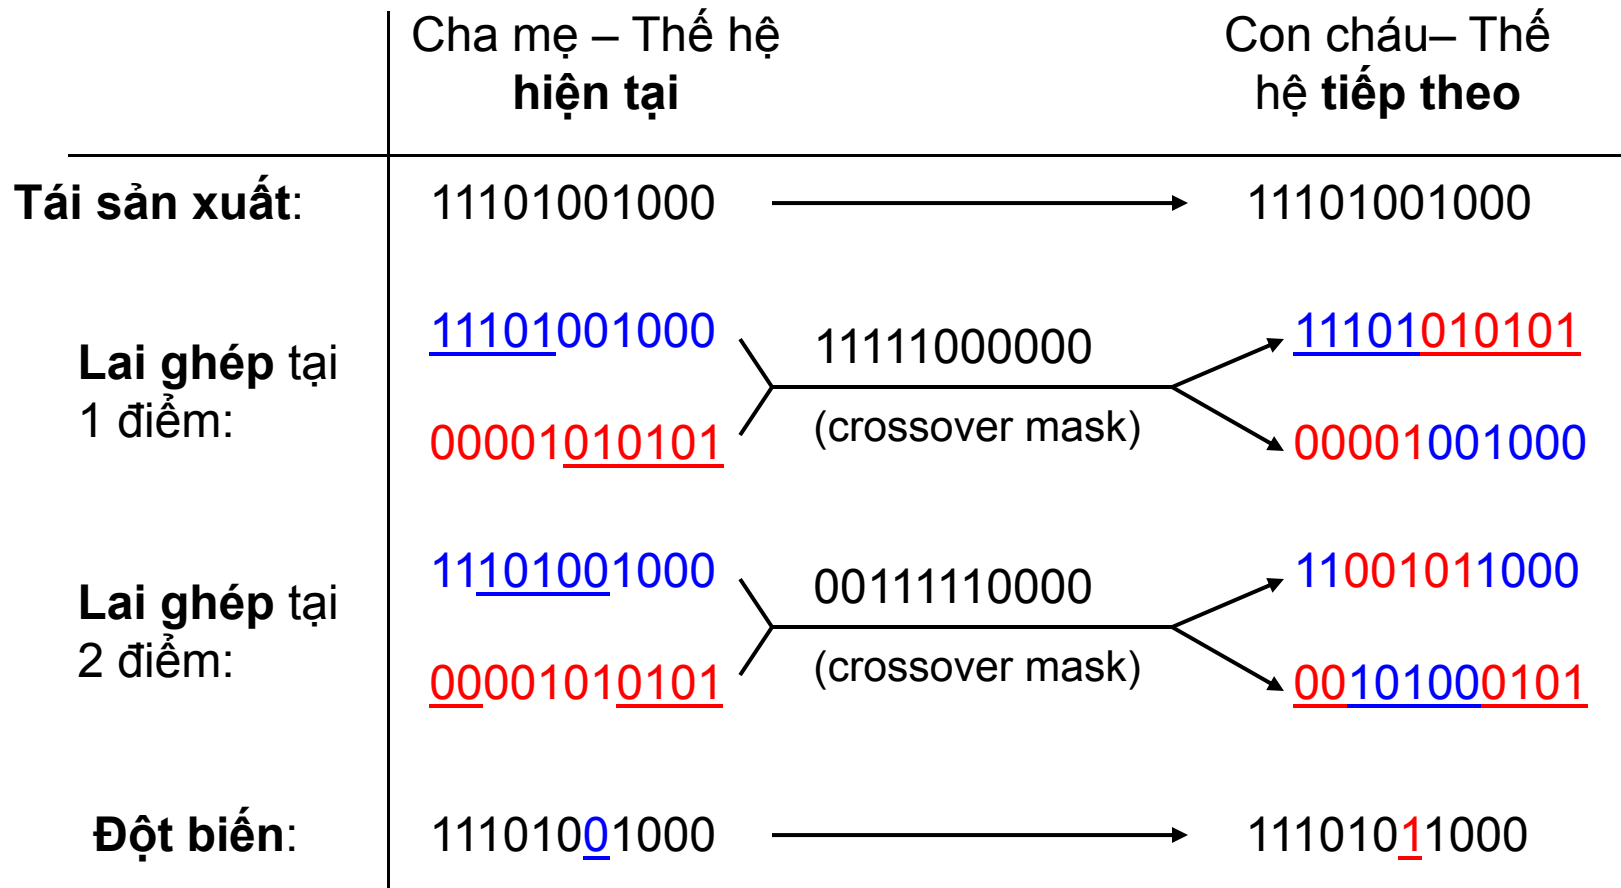 Cha mẹ – Thế hệ
hiện tại
Con cháu– Thế
hệ tiếp theo
Tái sản xuất:
11101001000
11101001000
Lai ghép tại
1 điểm:
11101001000
00001010101
11111000000
(crossover mask)
11101010101
00001001000
Lai ghép tại
2 điểm:
11101001000
00001010101
00111110000
(crossover mask)
11001011000
00101000101
Đột biến:
11101001000
11101011000